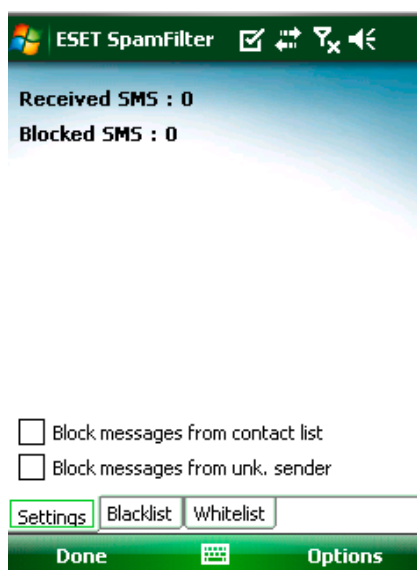 ESET SpamFilter
Received SMS : 0
Blocked SMS : 0
Block messages from contact list
Block messages from unk. sender
Settings Blacklist Whitelist
Done Options